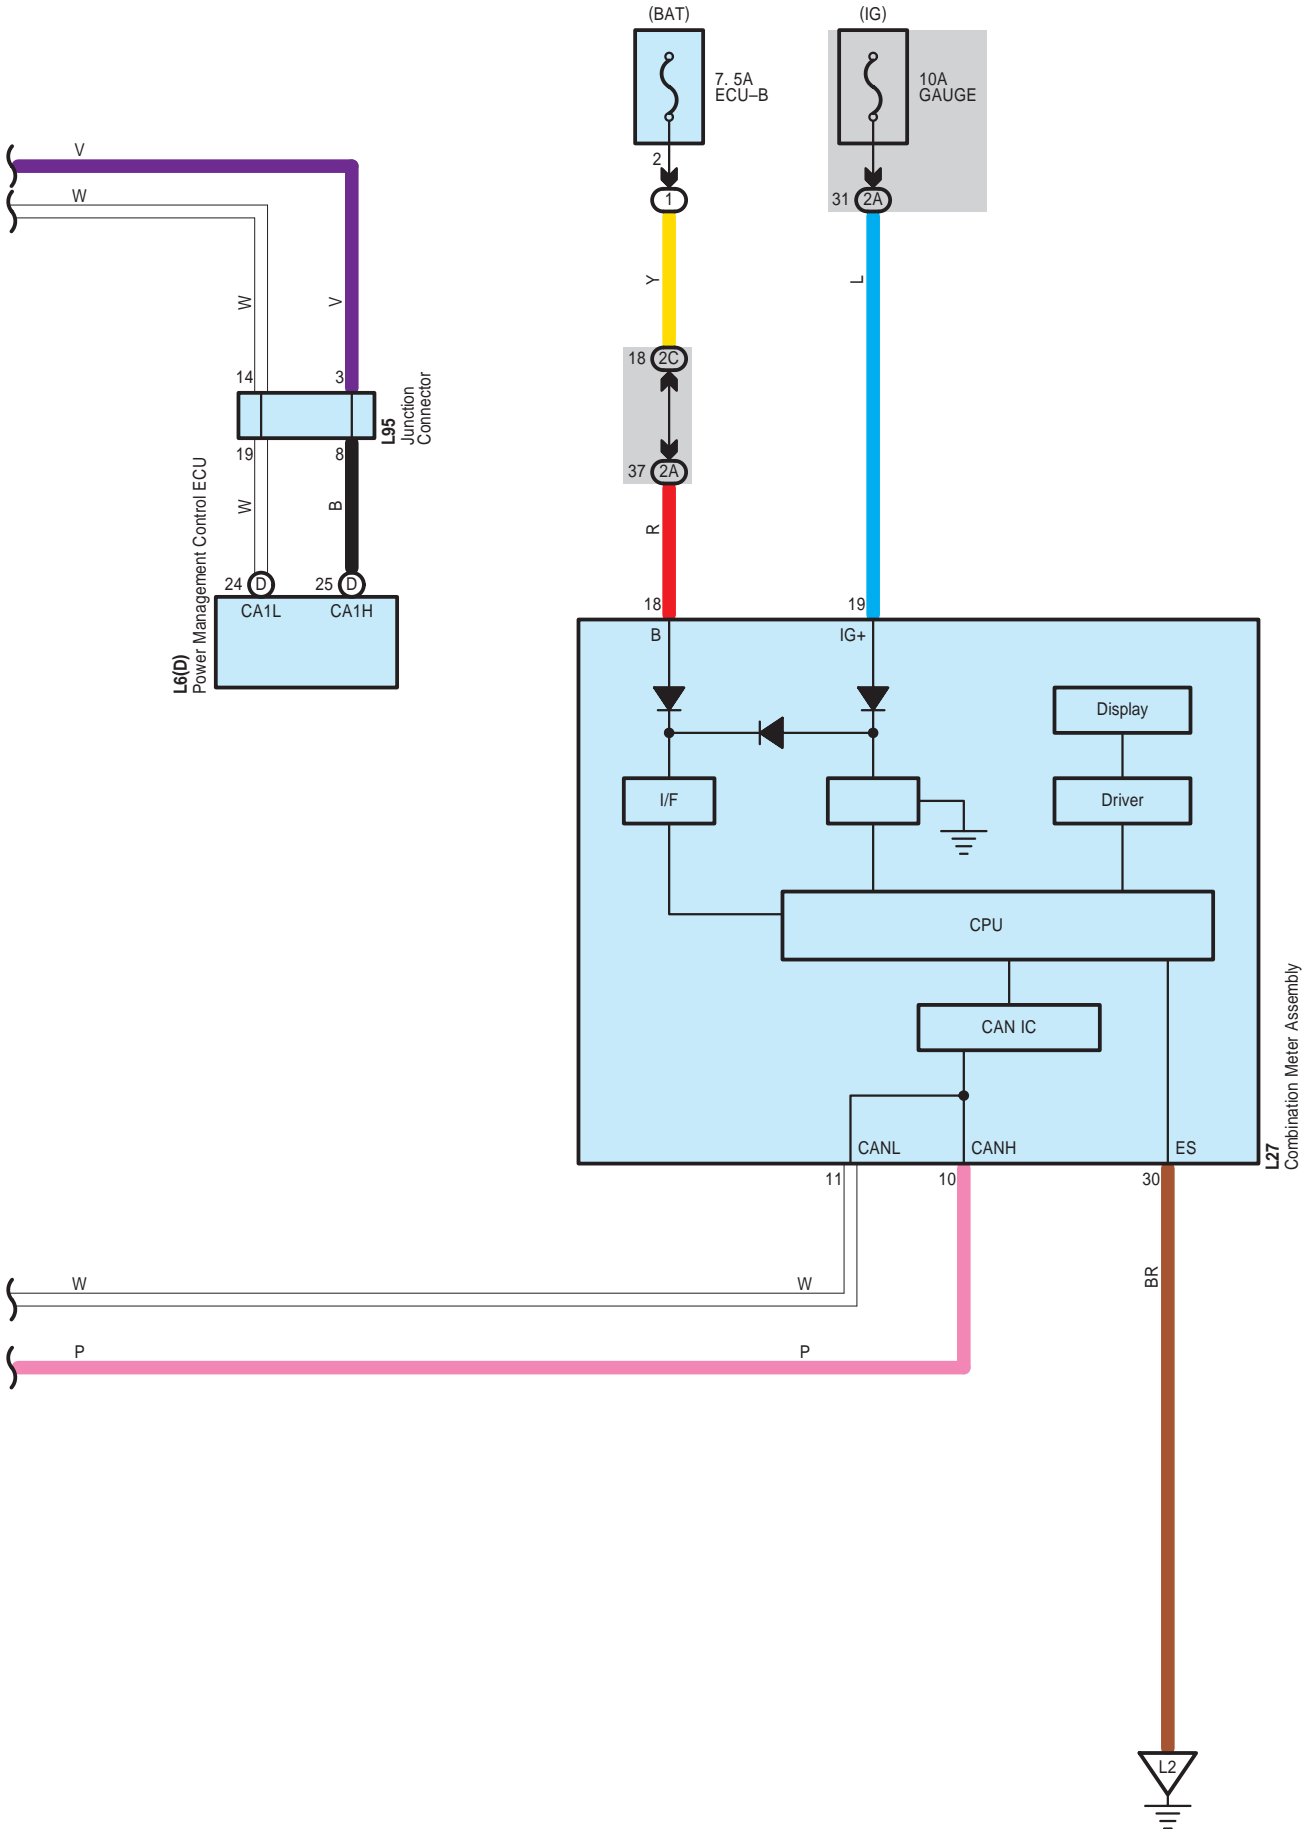 (BAT)
(IG)
7. 5A
ECU–B
10A
GAUGE
2
1
31
2A
V
W
W
V
Y
L
18
2C
37
2A
R
14
3
L95
Junction
Connector
19
8
W
B
24
D
25
D
CA1L
CA1H
L6(D)
Power Management Control ECU
18
19
B
IG+
Display
I/F
Driver
CPU
CAN IC
CANL
CANH
ES
L27
Combination Meter Assembly
11
10
30
W
W
BR
P
P
L2